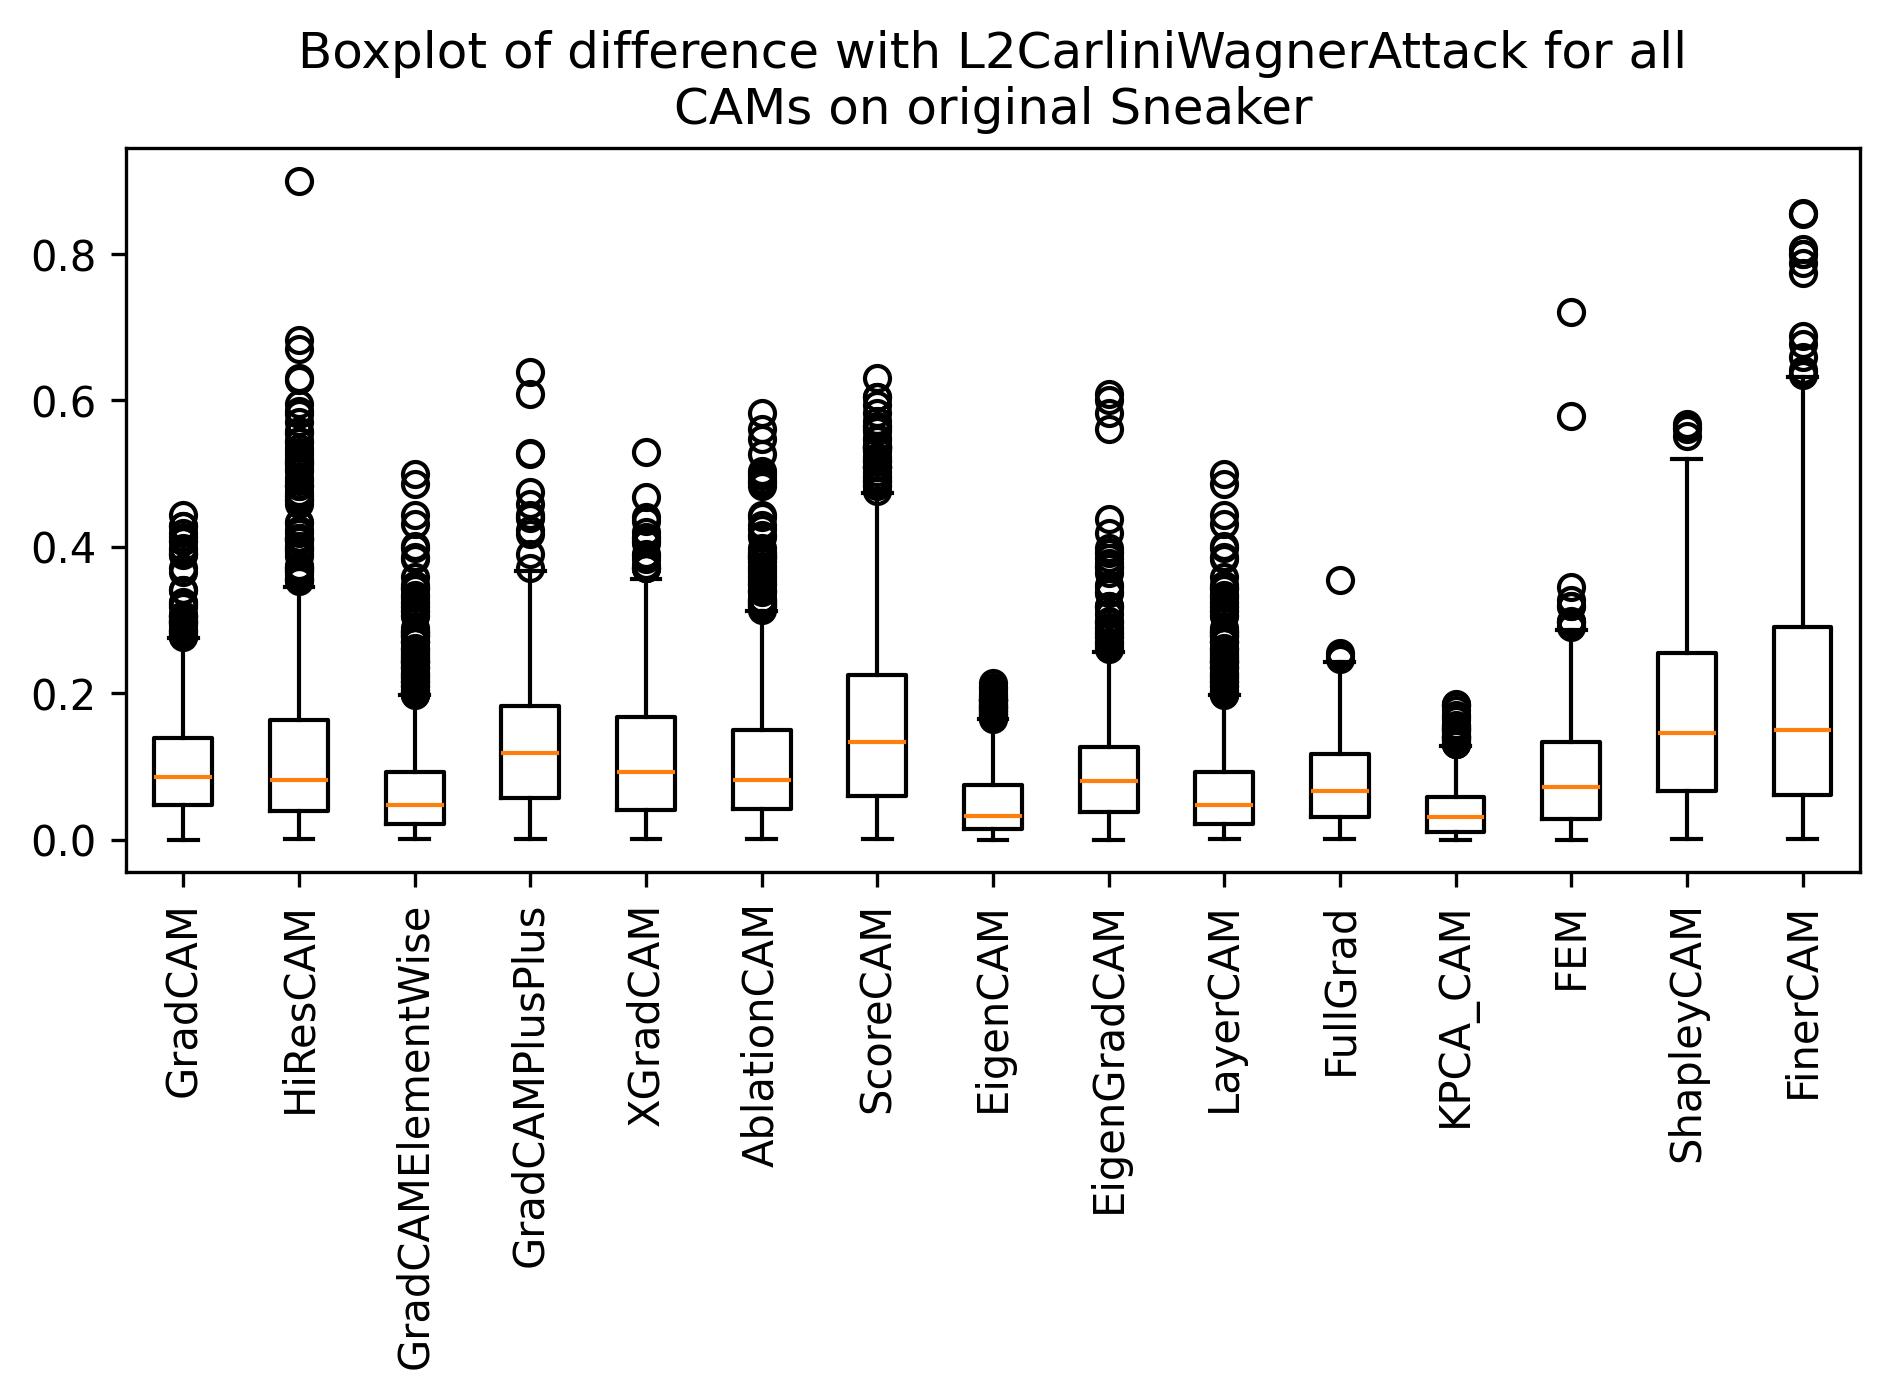 Boxplot of difference with L2CarliniWagnerAttack for all
CAMs on original Sneaker
0.8
0.6
0.4
0.2
0.0
GradCAM
HiResCAM
GradCAMElementWise
GradCAMPlusPlus
XGradCAM
AblationCAM
ScoreCAM
EigenCAM
EigenGradCAM
LayerCAM
FullGrad
KPCA_CAM
FEM
ShapleyCAM
FinerCAM